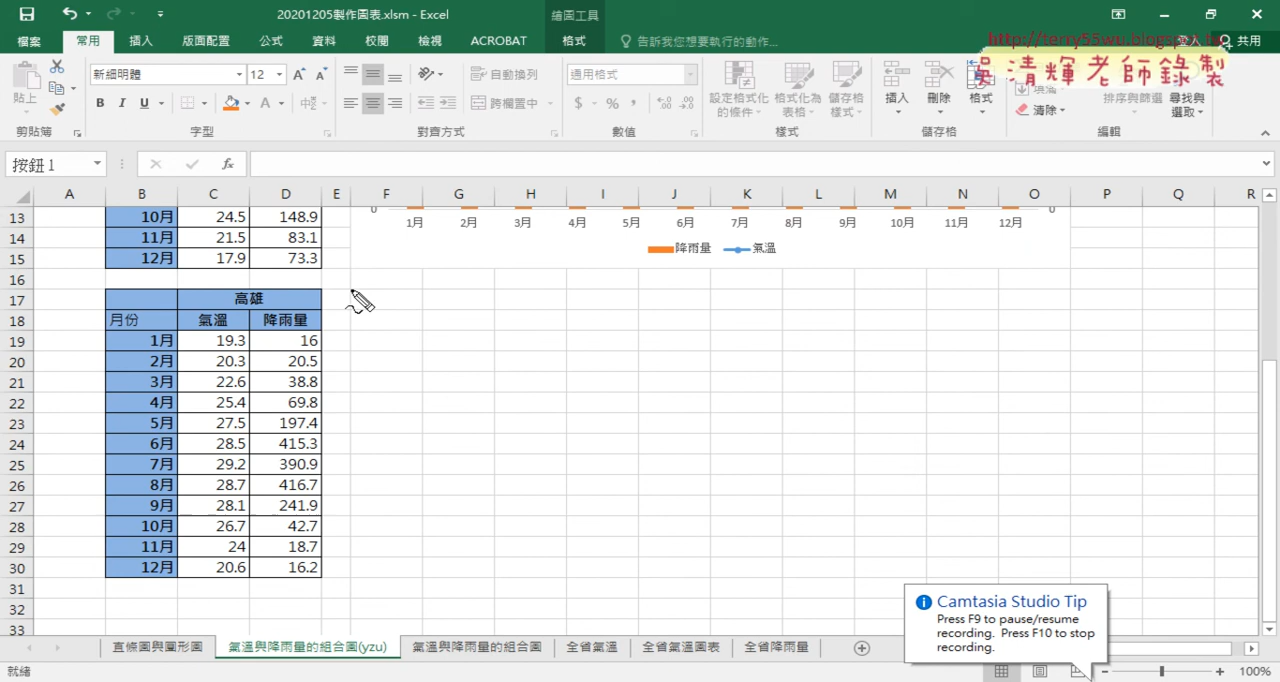 20201205製作圖表.xlsm - Excel
繪圖工具
檔案 常用 插入 版面配置 公式 資料 校閱 檢視 ACROBAT 格式 告訴我您想要執行的動作... 登入 共用
http://terry55wu.blogspot.tw
吳清輝老師錄製
貼上 新細明體 12 自動換列 通用格式
B I U A 中 跨欄置中 $ % ,
設定格式化的條件 格式化為表格 儲存格樣式 插入 刪除 格式 清除 排序與篩選 尋找與選取
剪貼簿 字型 對齊方式 數值 樣式 儲存格 編輯
按鈕 1 fx
A B C D E F G H I J K L M N O P Q R
13 10月 24.5 148.9
14 11月 21.5 83.1
15 12月 17.9 73.3
0 0
1月 2月 3月 4月 5月 6月 7月 8月 9月 10月 11月 12月
降雨量 氣溫
16
17 高雄
18 月份 氣溫 降雨量
19 1月 19.3 16
20 2月 20.3 20.5
21 3月 22.6 38.8
22 4月 25.4 69.8
23 5月 27.5 197.4
24 6月 28.5 415.3
25 7月 29.2 390.9
26 8月 28.7 416.7
27 9月 28.1 241.9
28 10月 26.7 42.7
29 11月 24 18.7
30 12月 20.6 16.2
31
32
33
Camtasia Studio Tip
Press F9 to pause/resume
recording. Press F10 to stop
recording.
直條圖與圓形圖 氣溫與降雨量的組合圖(yzu) 氣溫與降雨量的組合圖 全省氣溫 全省氣溫圖表 全省降雨量
就緒 100%